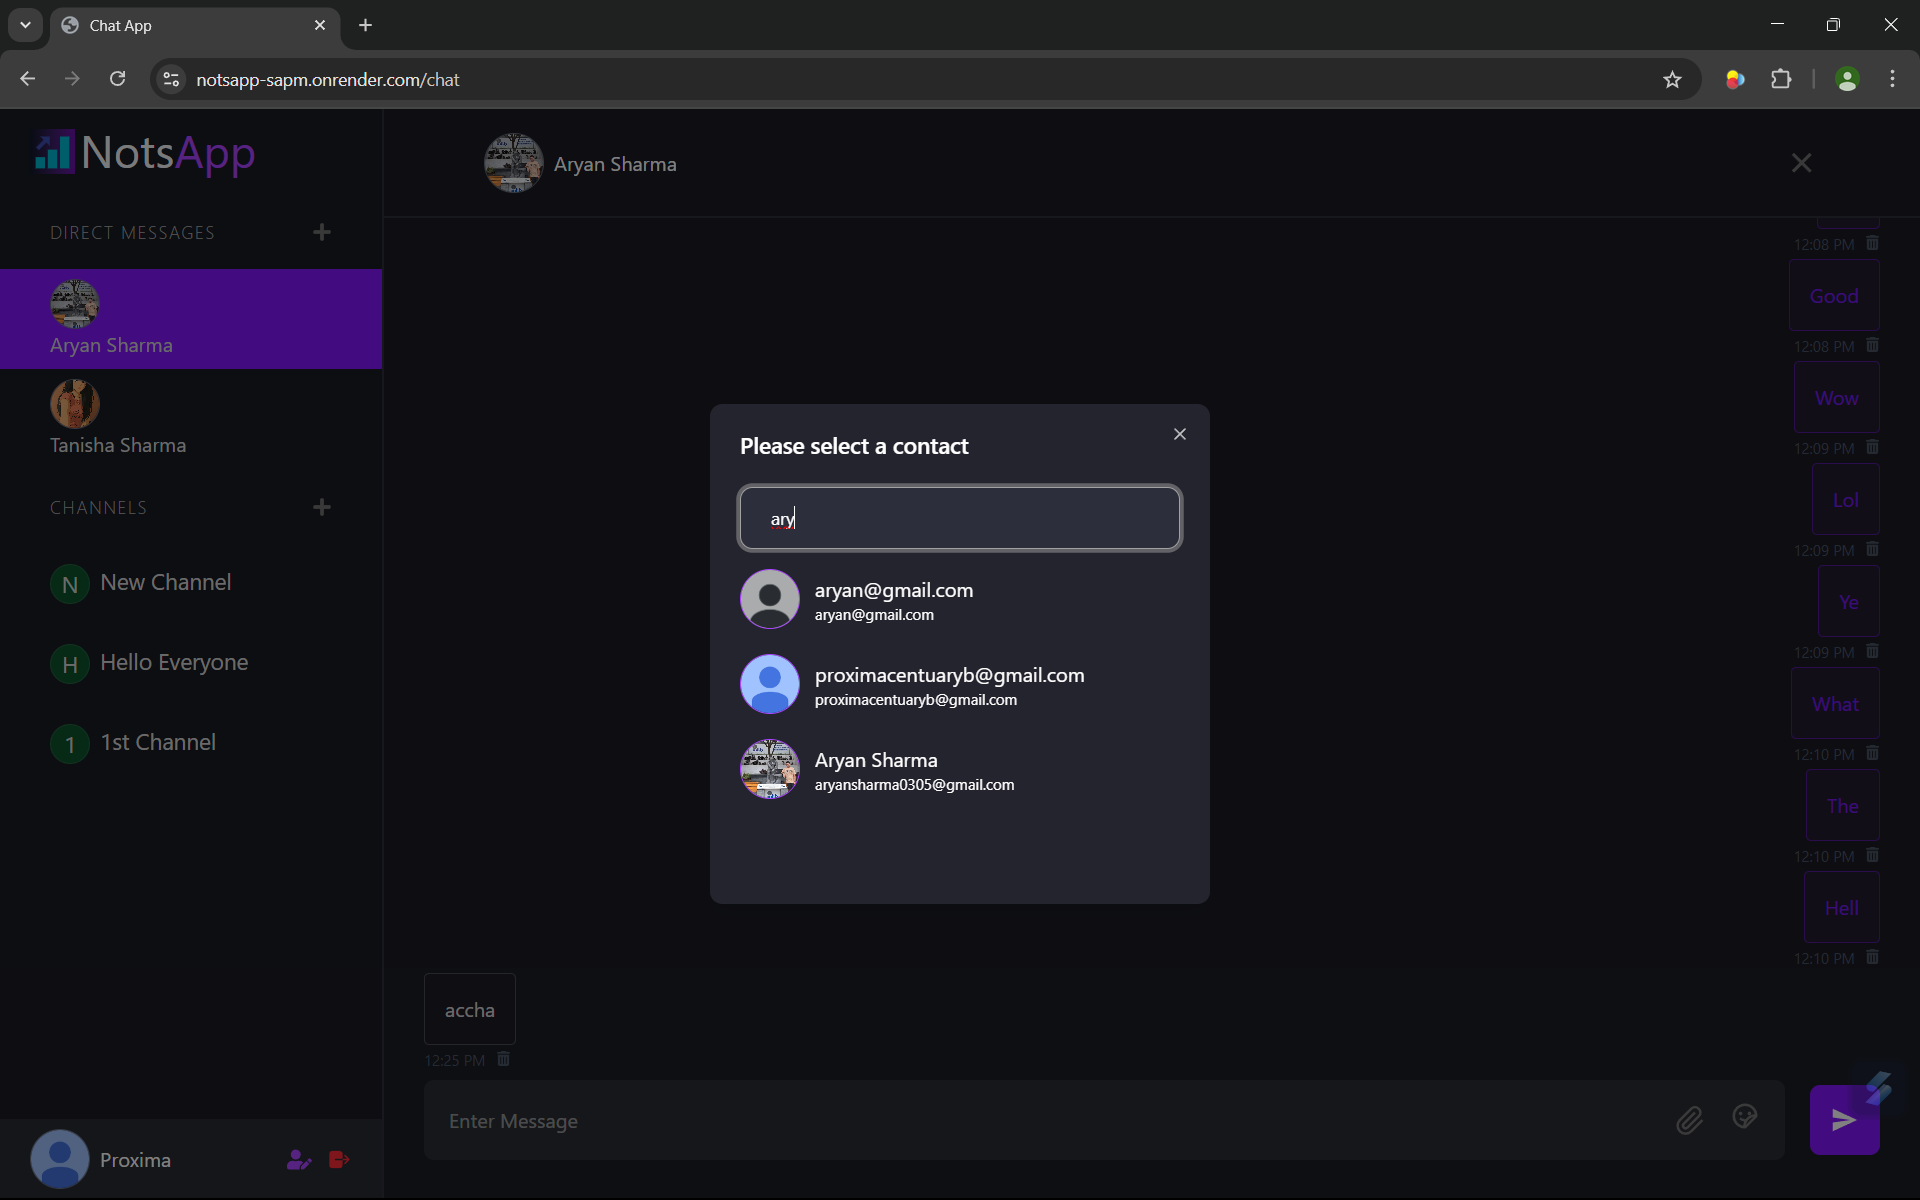 Chat App
notsapp-sapm.onrender.com/chat
NotsApp
DIRECT MESSAGES
Aryan Sharma
Tanisha Sharma
CHANNELS
N New Channel
H Hello Everyone
1 1st Channel
Proxima
Aryan Sharma
12:08 PM
Good
12:08 PM
Wow
12:09 PM
Lol
12:09 PM
Ye
12:09 PM
What
12:10 PM
The
12:10 PM
Hell
12:10 PM
accha
12:25 PM
Enter Message
Please select a contact
ary
aryan@gmail.com
aryan@gmail.com
proximacentuaryb@gmail.com
proximacentuaryb@gmail.com
Aryan Sharma
aryansharma0305@gmail.com